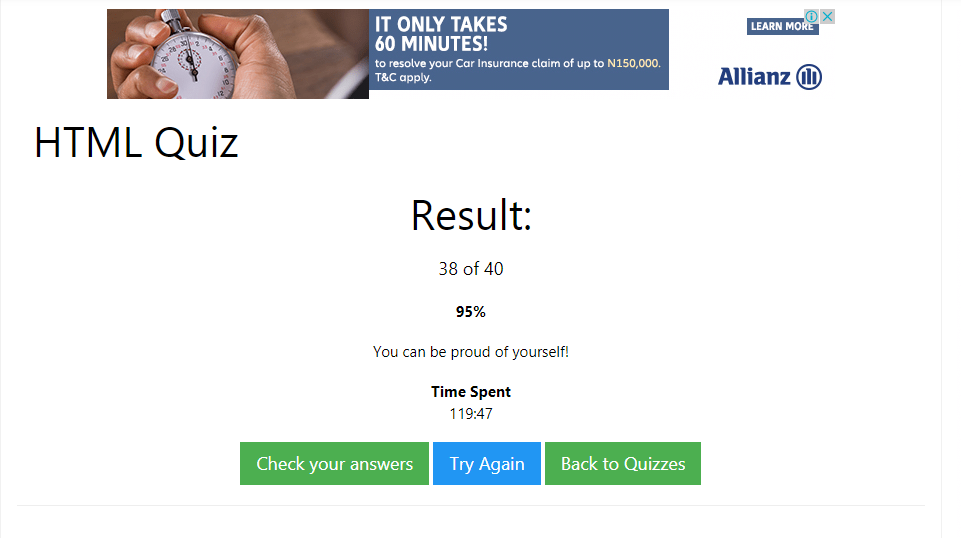 IT ONLY TAKES
60 MINUTES!
to resolve your Car Insurance claim of up to N150,000.
T&C apply.
LEARN MORE
Allianz
HTML Quiz
Result:
38 of 40
95%
You can be proud of yourself!
Time Spent
119:47
Check your answers
Try Again
Back to Quizzes